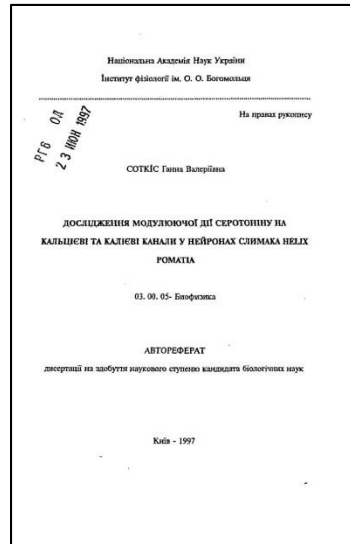 Національна Академія Наук України
Інститут фізіології ім. О. О. Богомольця
На правах рукопису
РГБ ОД
23 ИЮН 1997
СОТКІС Ганна Валеріївна
ДОСЛІДЖЕННЯ МОДУЛЮЮЧОЇ ДІЇ СЕРОТОНІНУ НА
КАЛЬЦІЄВІ ТА КАЛІЄВІ КАНАЛИ У НЕЙРОНАХ СЛИМАКА HELIX
POMATIA
03. 00. 05- Биофизика
АВТОРЕФЕРАТ
дисертації на здобуття наукового ступеню кандидата біологічних наук
Київ - 1997